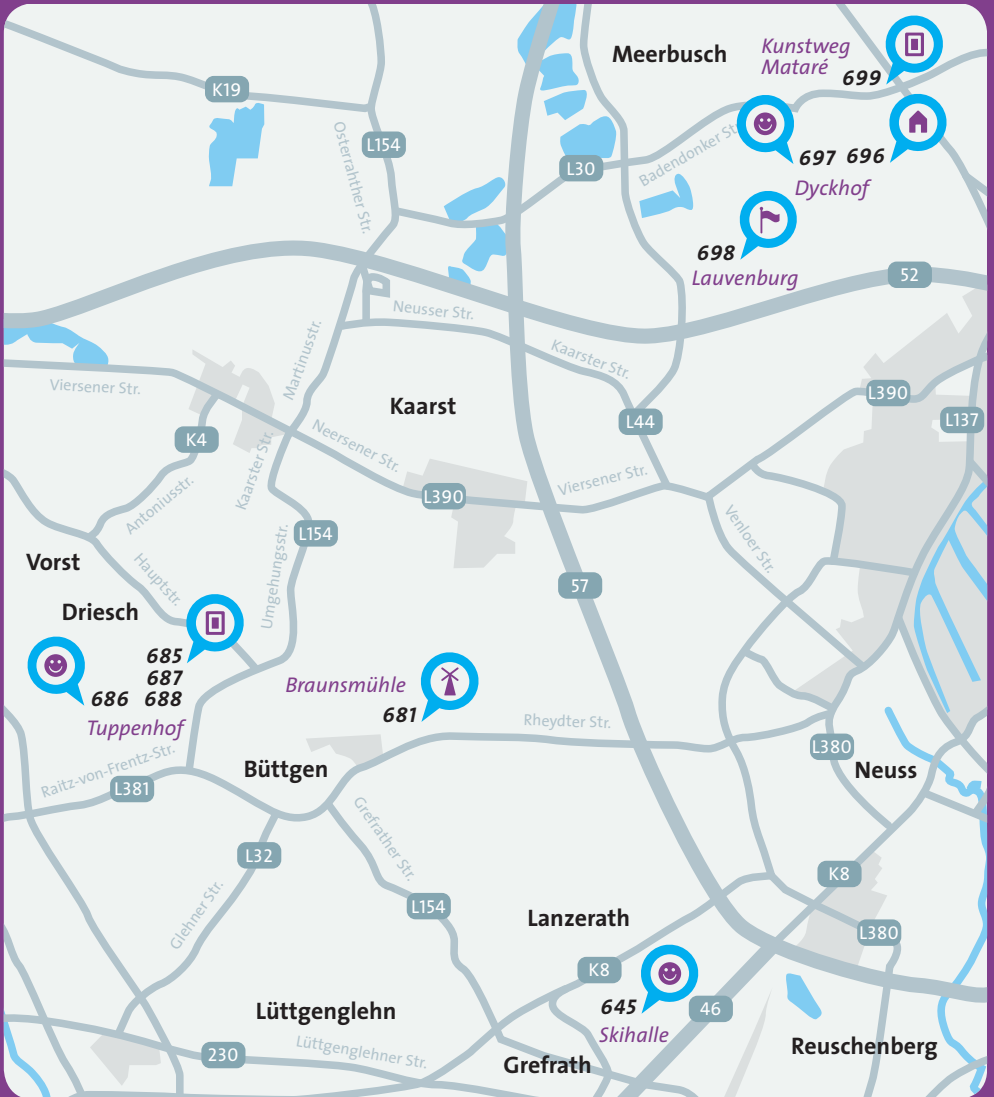 Meerbusch
Kunstweg
Mataré
699
K19
Osterrahther Str.
L154
L30
Badendonker Str.
697 696
Dyckhof
698
Lauvenburg
52
Neusser Str.
Martinusstr.
Kaarster Str.
Viersener Str.
Kaarst
L390
L137
L44
K4
Neersener Str.
Kaarster Str.
Antoniusstr.
L390
Viersener Str.
Venloer Str.
L154
Umgehungsstr.
Vorst
Hauptstr.
57
Driesch
685
687
686 688
Tuppenhof
Braunsmühle
681
Rheydter Str.
L380
Neuss
Raitz-von-Frentz-Str.
L381
Büttgen
Grefrather Str.
L32
K8
Glehner Str.
L154
Lanzerath
L380
K8
645
Skihalle
46
Lüttgenglehn
230
Lüttgenglehner Str.
Grefrath
Reuschenberg